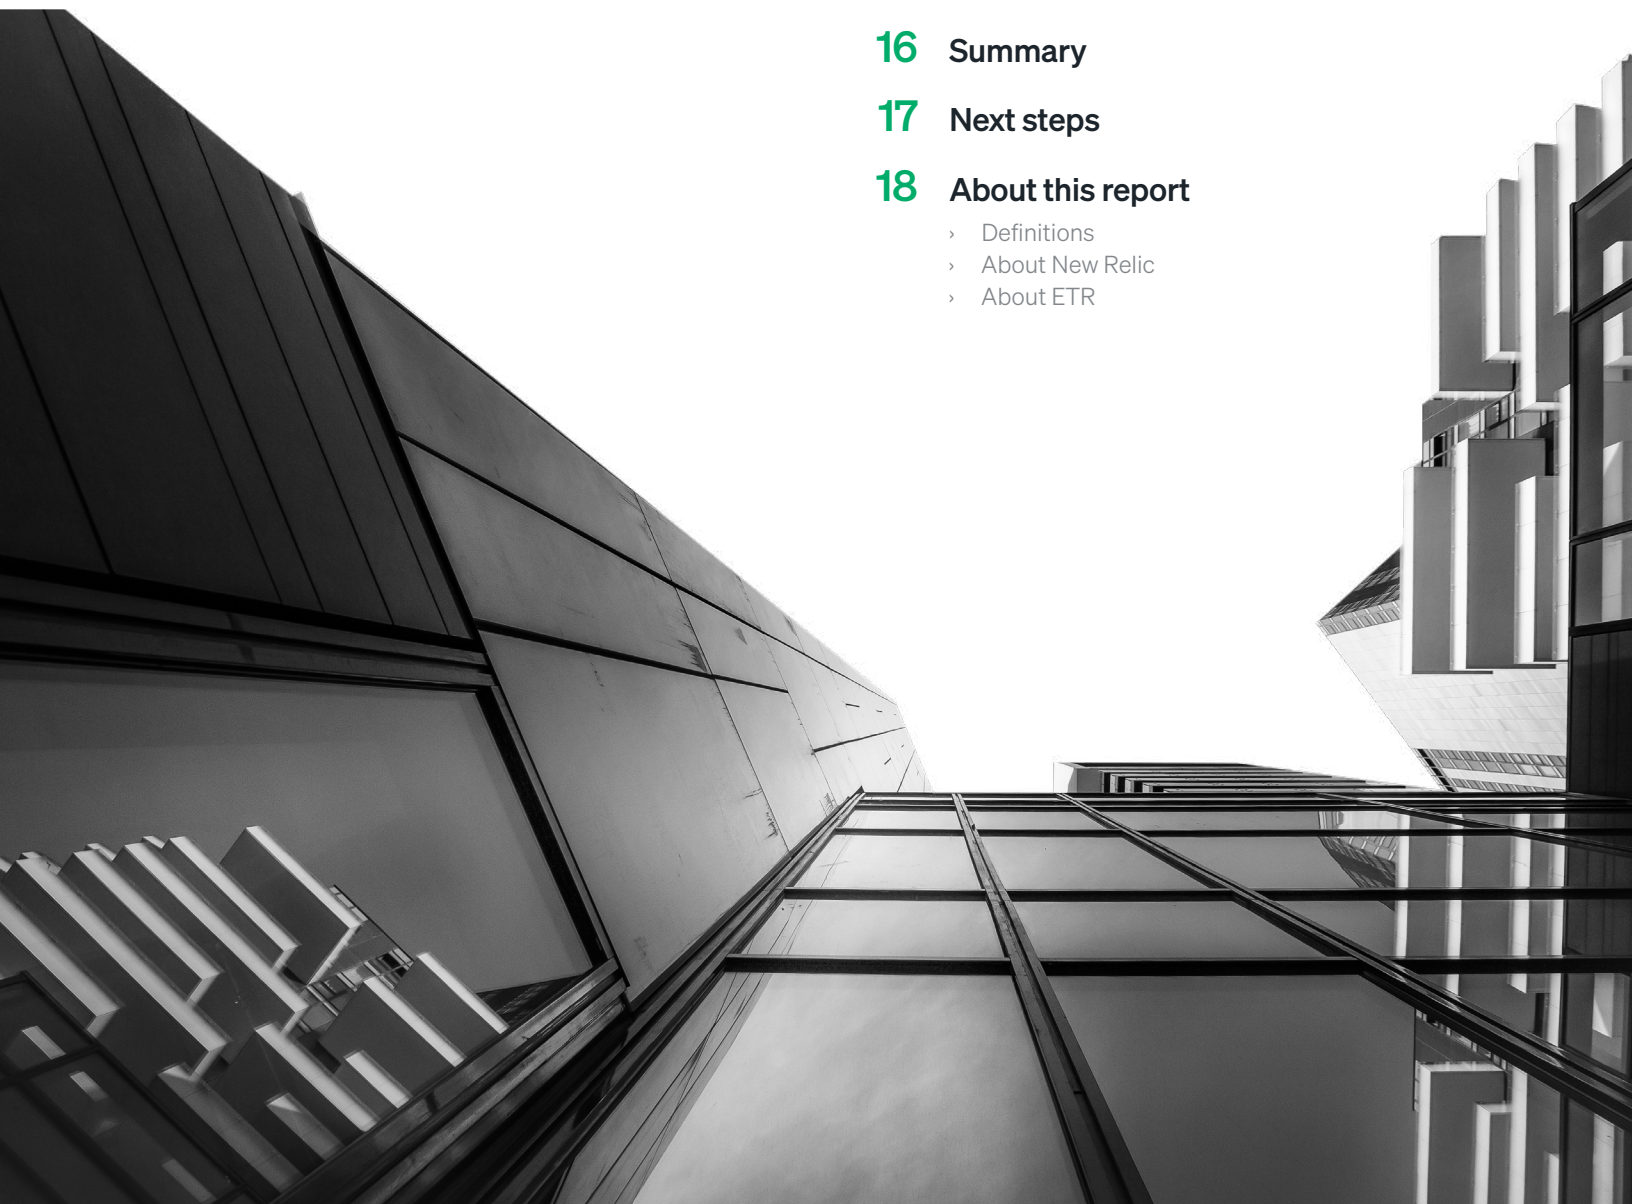 16 Summary
17 Next steps
18 About this report
› Definitions
› About New Relic
› About ETR